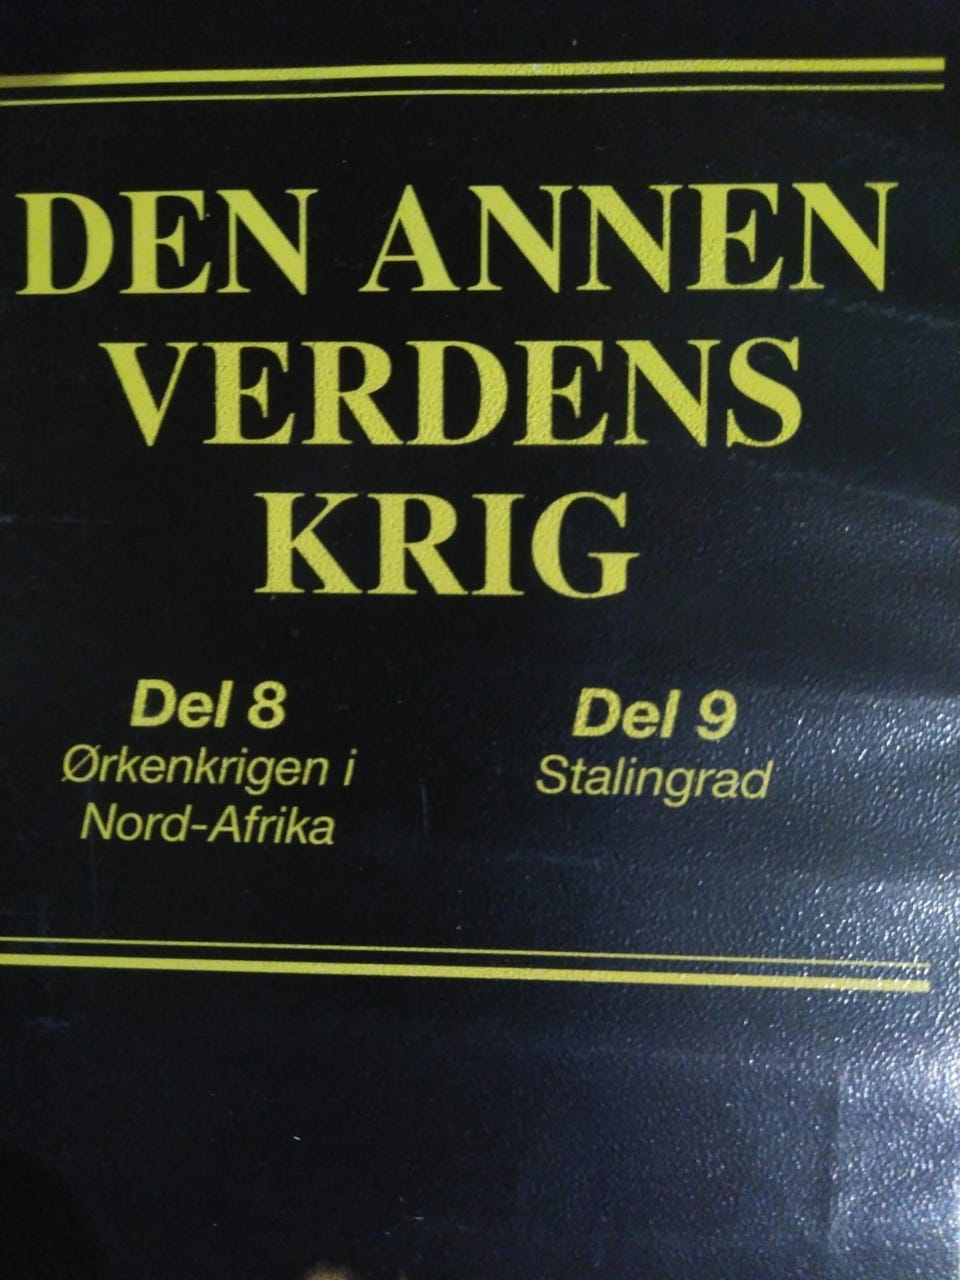 DEN ANNEN
VERDENS
KRIG
Del 8
Ørkenkrigen i
Nord-Afrika
Del 9
Stalingrad